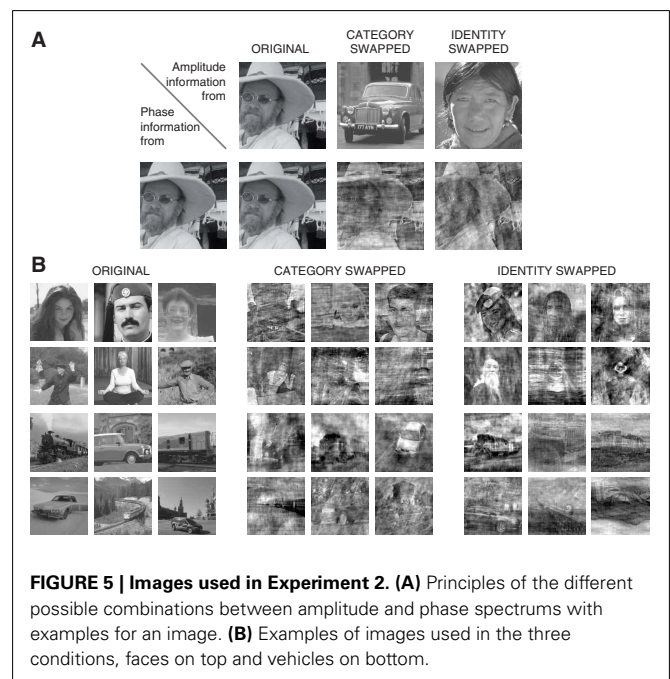 A
ORIGINAL
CATEGORY
SWAPPED
IDENTITY
SWAPPED
Amplitude
information
from
Phase
information
from
B
ORIGINAL
CATEGORY SWAPPED
IDENTITY SWAPPED
FIGURE 5 | Images used in Experiment 2. (A) Principles of the different
possible combinations between amplitude and phase spectrums with
examples for an image. (B) Examples of images used in the three
conditions, faces on top and vehicles on bottom.